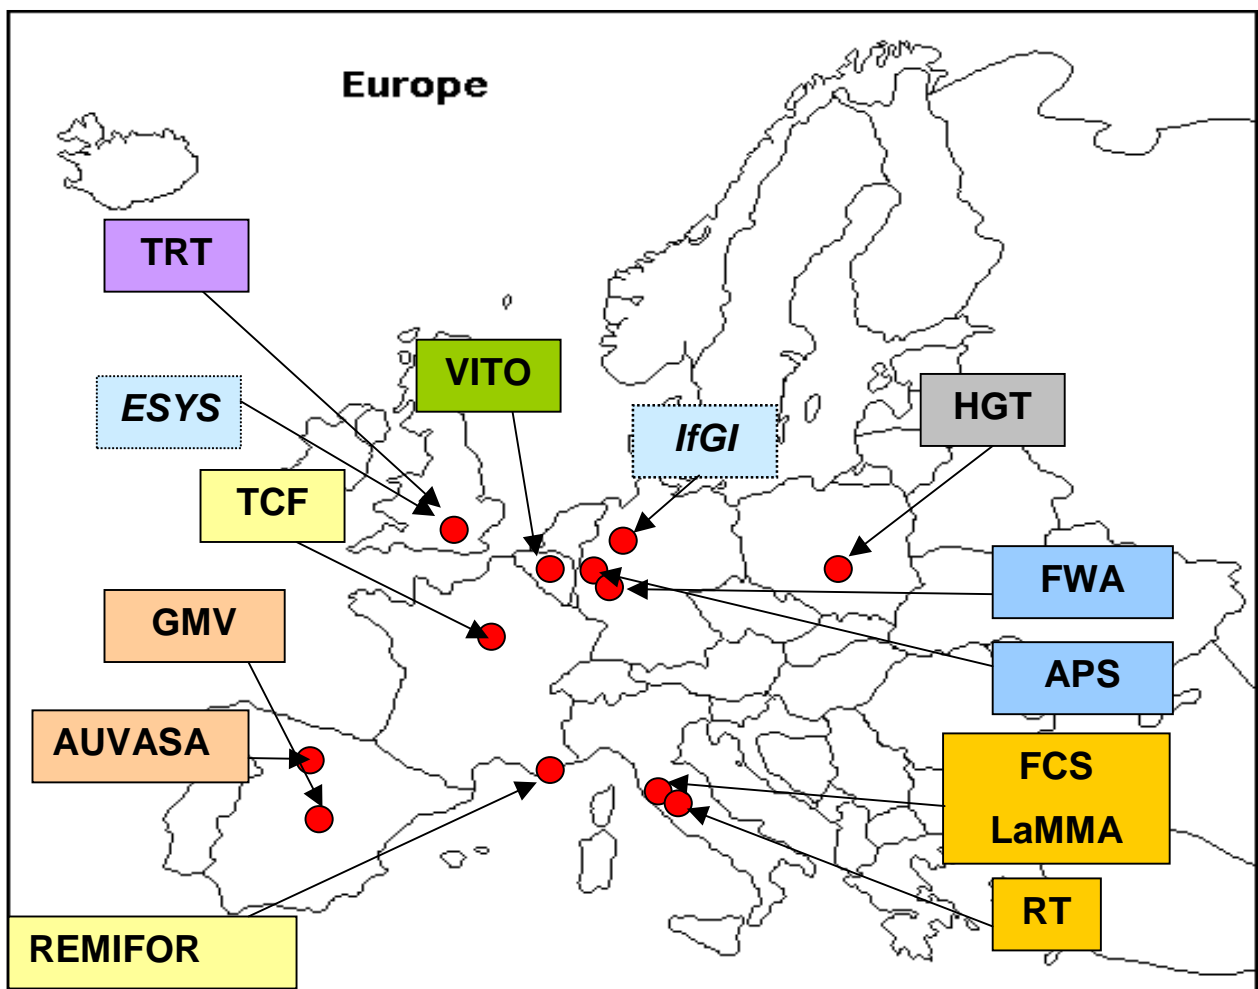 Europe
TRT
VITO
ESYS
HGT
IfGI
TCF
FWA
GMV
APS
AUVASA
FCS
LaMMA
RT
REMIFOR